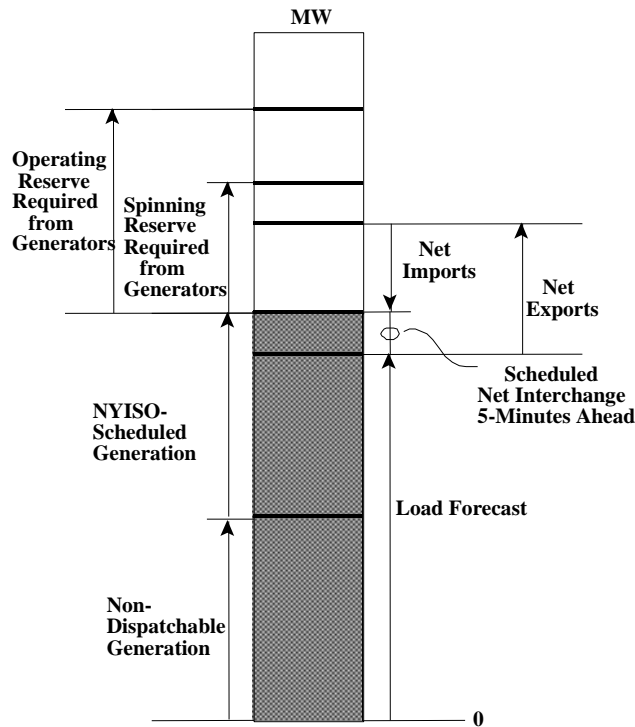 MW
Operating
Reserve
Required
from
Generators
Spinning
Reserve
Required
from
Generators
Net
Imports
Net
Exports
Scheduled
Net Interchange
5-Minutes Ahead
NYISO-
Scheduled
Generation
Load Forecast
Non-
Dispatchable
Generation
0